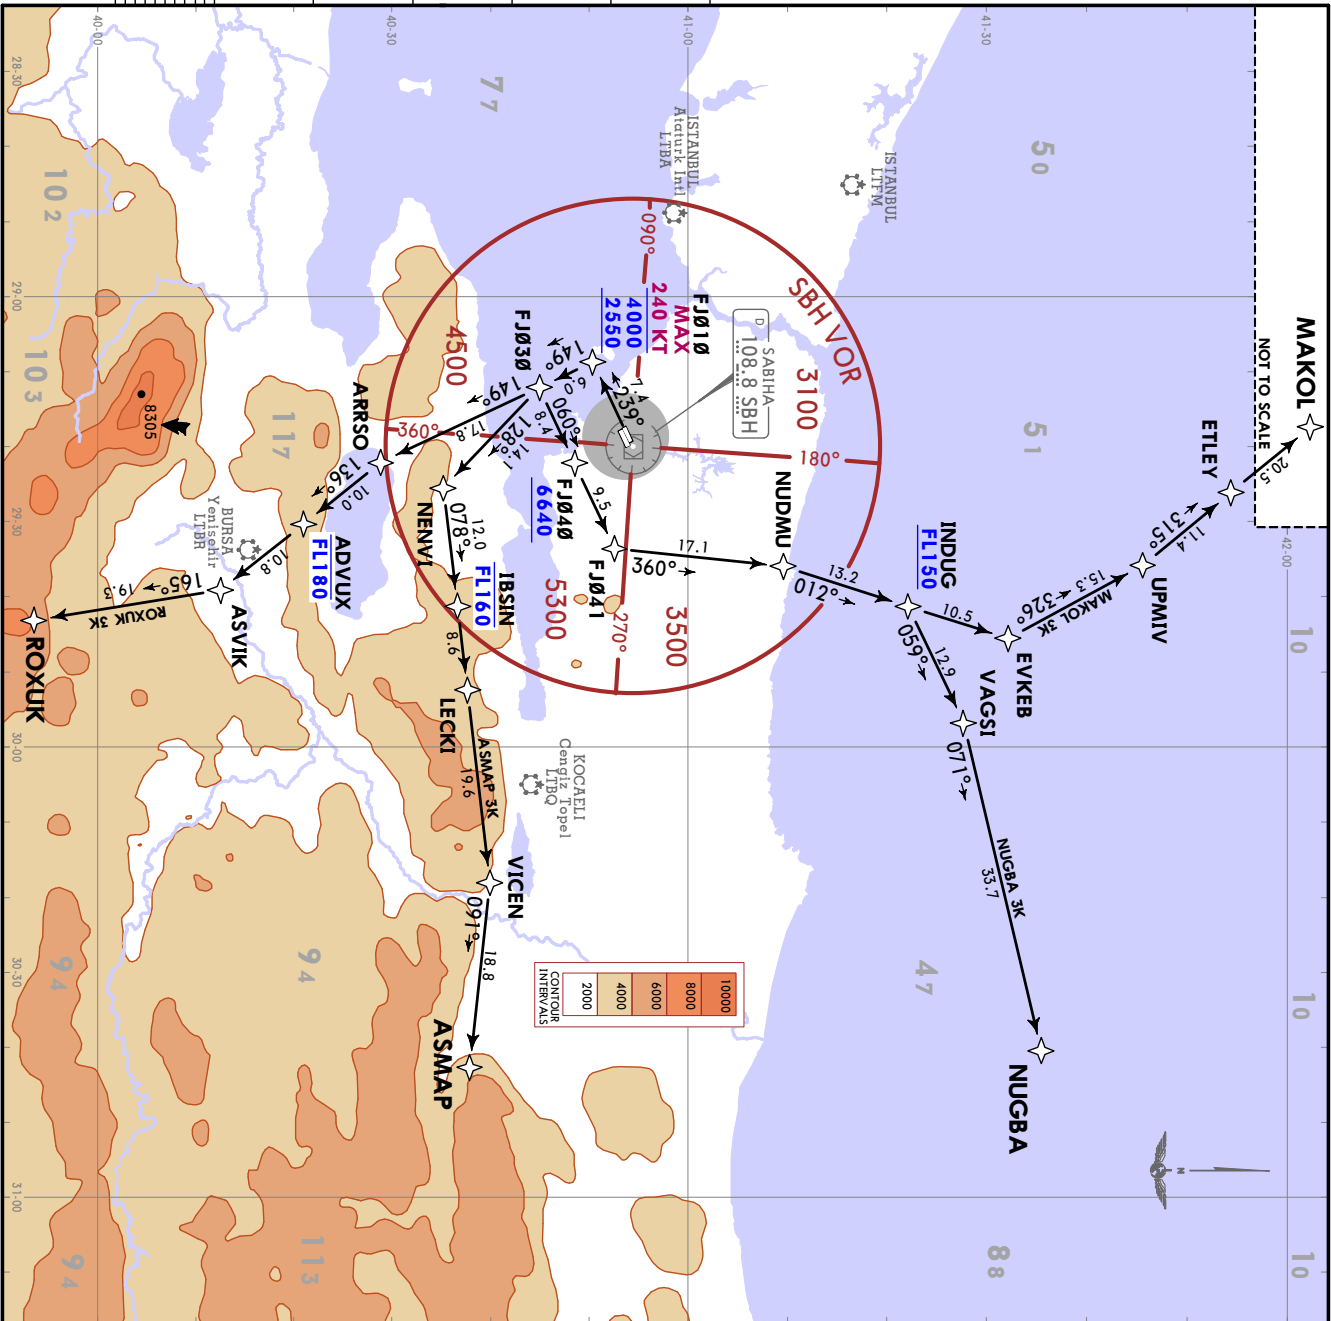 MAKOL
NOT TO SCALE
20.5
ETLEY
11.4
315°
UPMIV
15.3
MAKOL 3K
326°
EVKEB
10.5
INDUG
FL150
13.2
012°
059°
12.9
VAGSI
071°
NUGBA 3K
33.7
NUGBA
NUDMU
17.1
360°
FJØ41
9.5
FJØ4Ø
6640
060°
8.4
FJØ1Ø
MAX
240 KT
4000
2550
7.4
239°
149°
6.0
FJØ3Ø
149°
17.8
128°
14.1
ARRSO
136°
10.0
ADVUX
FL180
10.8
ASVIK
165°
19.5
ROXUK 3K
ROXUK
NENVI
12.0
078°
IBSIN
FL160
8.6
LECKI
ASMAP 3K
19.6
VICEN
091°
18.8
ASMAP
SBH VOR
3100
3500
5300
4500
090°
180°
270°
360°
SABIHA
D 108.8 SBH
ISTANBUL
LTFM
ISTANBUL
Ataturk Intl
LTBA
KOCAELI
Cengiz Topel
LTBQ
BURSA
Yenisehir
LTBR
8305
CONTOUR
INTERVALS
2000
4000
6000
8000
10000
N
50
51
10
77
47
10
88
10
102
103
117
94
94
113
94
40-00
40-30
41-00
41-30
42-00
28-30
29-00
29-30
30-00
30-30
31-00